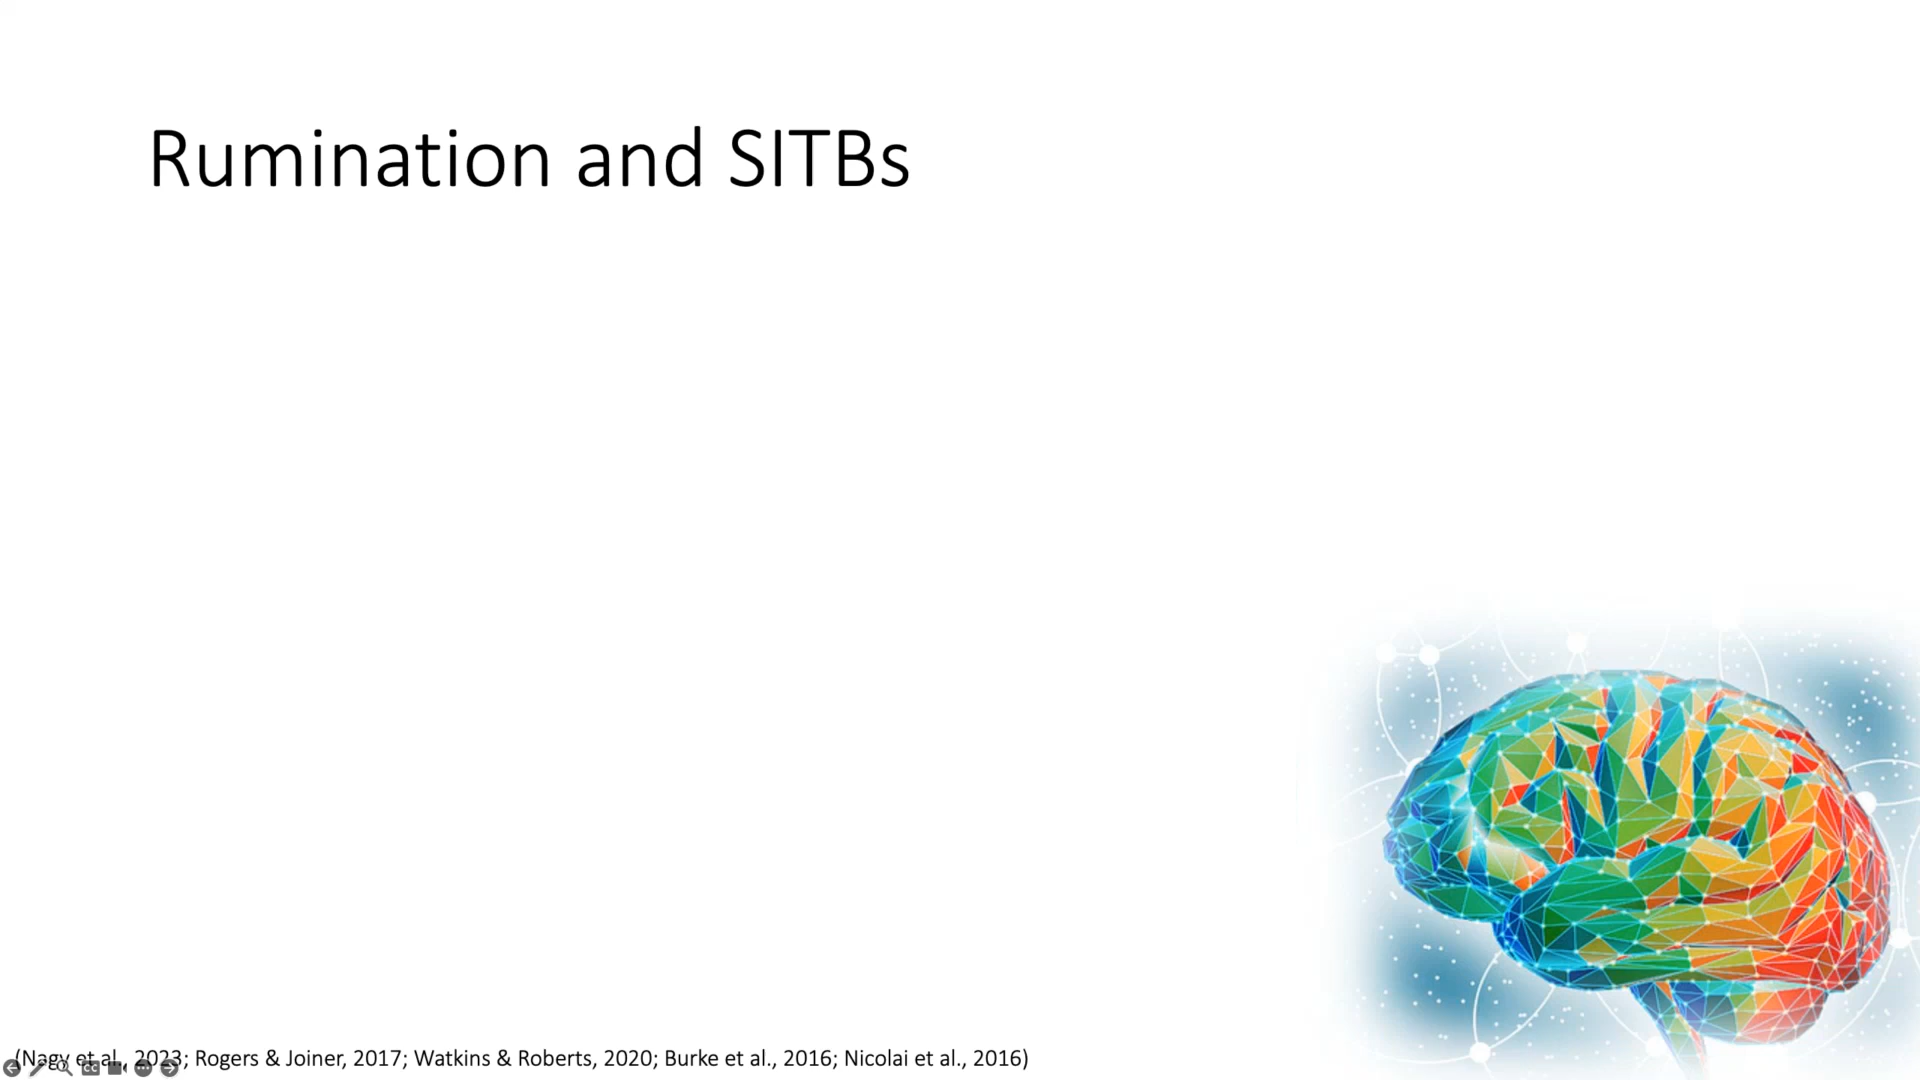 Rumination and SITBs
(Nagy et al., 2023; Rogers & Joiner, 2017; Watkins & Roberts, 2020; Burke et al., 2016; Nicolai et al., 2016)
CC